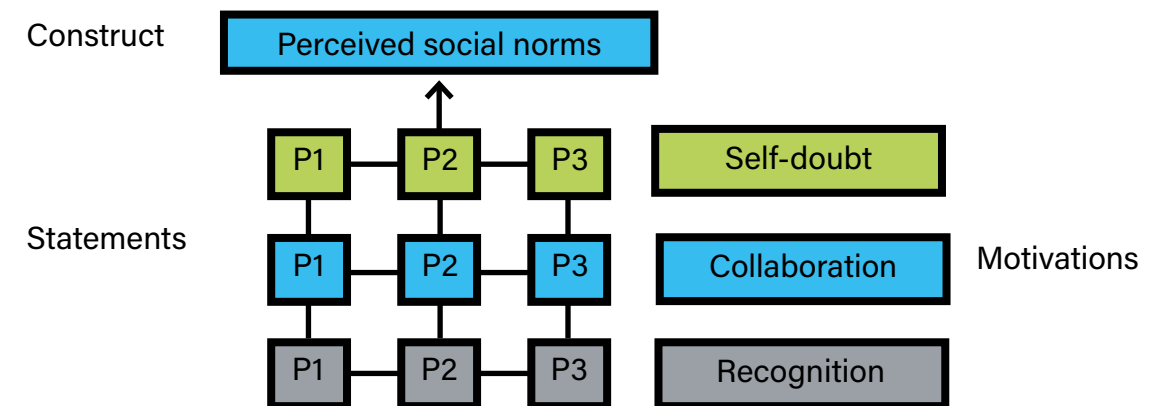 Construct
Perceived social norms
P1 P2 P3 Self-doubt
Statements
P1 P2 P3 Collaboration Motivations
P1 P2 P3 Recognition